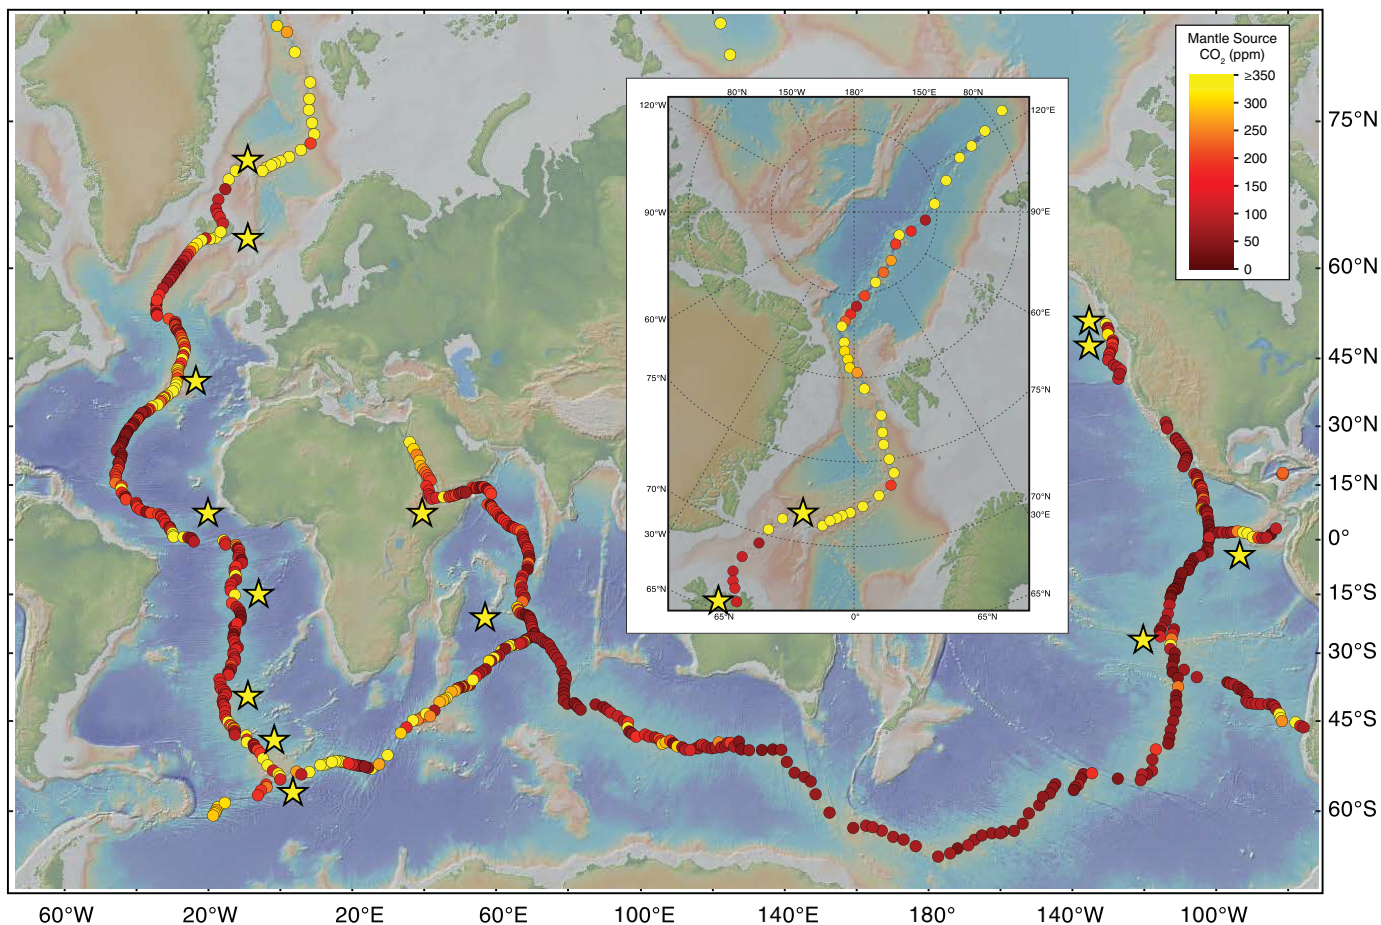 Mantle Source
CO2 (ppm)
≥350
300
250
200
150
100
50
0
80°N 150°W 180° 150°E 80°N
120°W
120°E
90°W
90°E
60°W
60°E
75°W
75°N
70°W
70°N
30°W
30°E
65°W
65°N
65°N 0° 65°N
75°N
60°N
45°N
30°N
15°N
0°
15°S
30°S
45°S
60°S
60°W 20°W 20°E 60°E 100°E 140°E 180° 140°W 100°W